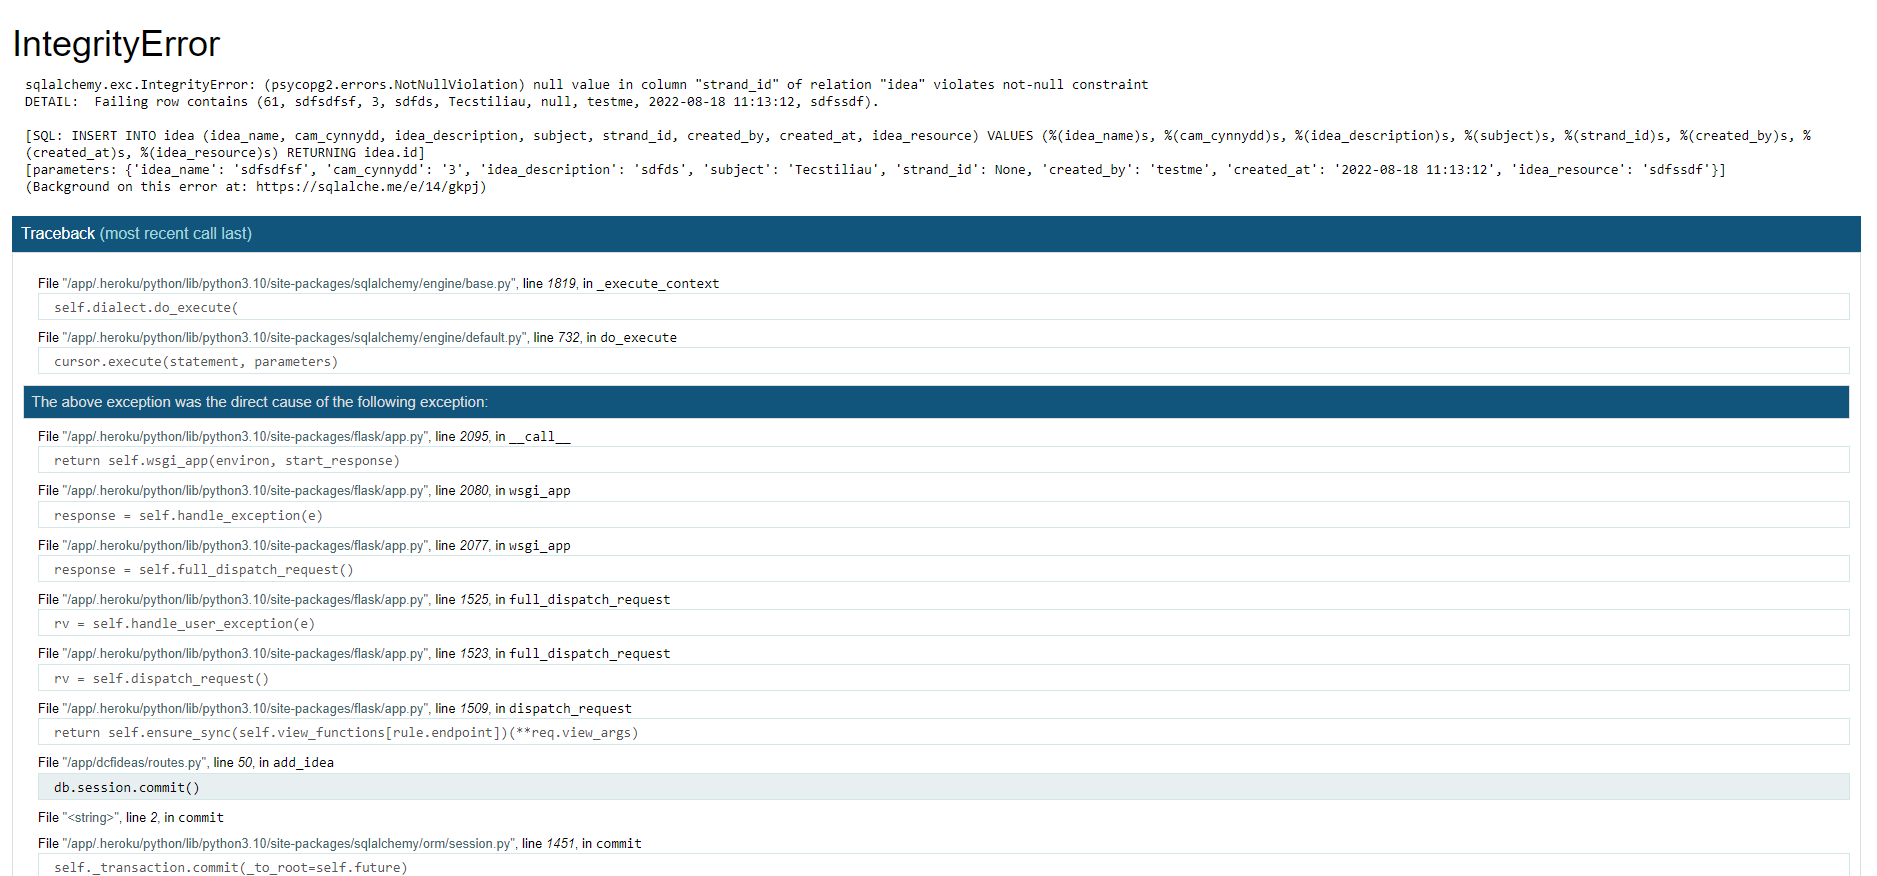 IntegrityError
sqlalchemy.exc.IntegrityError: (psycopg2.errors.NotNullViolation) null value in column "strand_id" of relation "idea" violates not-null constraint
DETAIL:  Failing row contains (61, sdfsdfsf, 3, sdfds, Tecstiliau, null, testme, 2022-08-18 11:13:12, sdfssdf).
[SQL: INSERT INTO idea (idea_name, cam_cynnydd, idea_description, subject, strand_id, created_by, created_at, idea_resource) VALUES (%(idea_name)s, %(cam_cynnydd)s, %(idea_description)s, %(subject)s, %(strand_id)s, %(created_by)s, %
(created_at)s, %(idea_resource)s) RETURNING idea.id]
[parameters: {'idea_name': 'sdfsdfsf', 'cam_cynnydd': '3', 'idea_description': 'sdfds', 'subject': 'Tecstiliau', 'strand_id': None, 'created_by': 'testme', 'created_at': '2022-08-18 11:13:12', 'idea_resource': 'sdfssdf'}]
(Background on this error at: https://sqlalche.me/e/14/gkpj)
Traceback (most recent call last)
File "/app/.heroku/python/lib/python3.10/site-packages/sqlalchemy/engine/base.py", line 1819, in _execute_context
self.dialect.do_execute(
File "/app/.heroku/python/lib/python3.10/site-packages/sqlalchemy/engine/default.py", line 732, in do_execute
cursor.execute(statement, parameters)
The above exception was the direct cause of the following exception:
File "/app/.heroku/python/lib/python3.10/site-packages/flask/app.py", line 2095, in __call__
return self.wsgi_app(environ, start_response)
File "/app/.heroku/python/lib/python3.10/site-packages/flask/app.py", line 2080, in wsgi_app
response = self.handle_exception(e)
File "/app/.heroku/python/lib/python3.10/site-packages/flask/app.py", line 2077, in wsgi_app
response = self.full_dispatch_request()
File "/app/.heroku/python/lib/python3.10/site-packages/flask/app.py", line 1525, in full_dispatch_request
rv = self.handle_user_exception(e)
File "/app/.heroku/python/lib/python3.10/site-packages/flask/app.py", line 1523, in full_dispatch_request
rv = self.dispatch_request()
File "/app/.heroku/python/lib/python3.10/site-packages/flask/app.py", line 1509, in dispatch_request
return self.ensure_sync(self.view_functions[rule.endpoint])(**req.view_args)
File "/app/dcfideas/routes.py", line 50, in add_idea
db.session.commit()
File "<string>", line 2, in commit
File "/app/.heroku/python/lib/python3.10/site-packages/sqlalchemy/orm/session.py", line 1451, in commit
self._transaction.commit(_to_root=self.future)